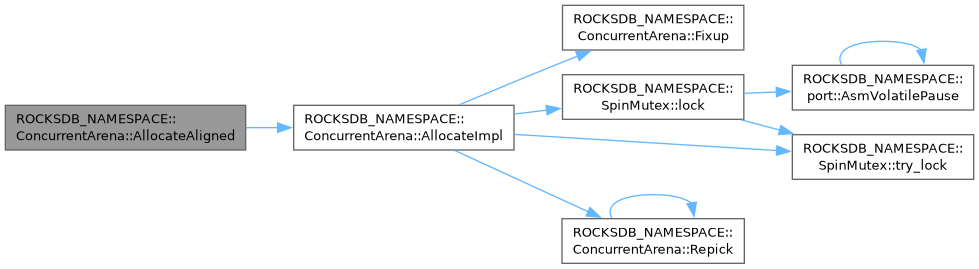 ROCKSDB_NAMESPACE::
ConcurrentArena::AllocateAligned
ROCKSDB_NAMESPACE::
ConcurrentArena::AllocateImpl
ROCKSDB_NAMESPACE::
ConcurrentArena::Fixup
ROCKSDB_NAMESPACE::
SpinMutex::lock
ROCKSDB_NAMESPACE::
port::AsmVolatilePause
ROCKSDB_NAMESPACE::
SpinMutex::try_lock
ROCKSDB_NAMESPACE::
ConcurrentArena::Repick